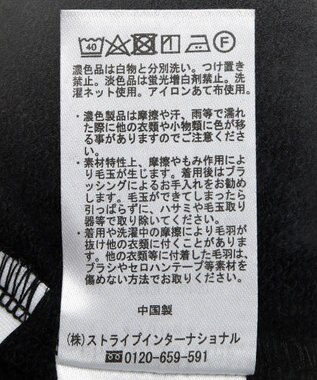 40 F
濃色品は白物と分別洗い。つけ置き
禁止。淡色品は蛍光増白剤禁止。洗
濯ネット使用。アイロンあて布使用。
・濃色製品は摩擦や汗、雨等で濡れ
た際に他の衣類や小物類に色が移
る事がありますのでご注意くださ
い。
・素材特性上、摩擦やもみ作用によ
り毛玉が生じます。着用後はブラ
ッシングによるお手入れをお勧め
します。毛玉ができてしまったら
引っぱらずに、ハサミや毛玉取り
器等で取り除いてください。
・着用や洗濯中の摩擦により毛羽が
抜け他の衣類に付くことがあり
ます。他の衣類等に付着した毛羽は、
ブラシやセロハンテープ等素材を
傷めない方法でお取りください。
中国製
(株)ストライプインターナショナル
0120-659-591